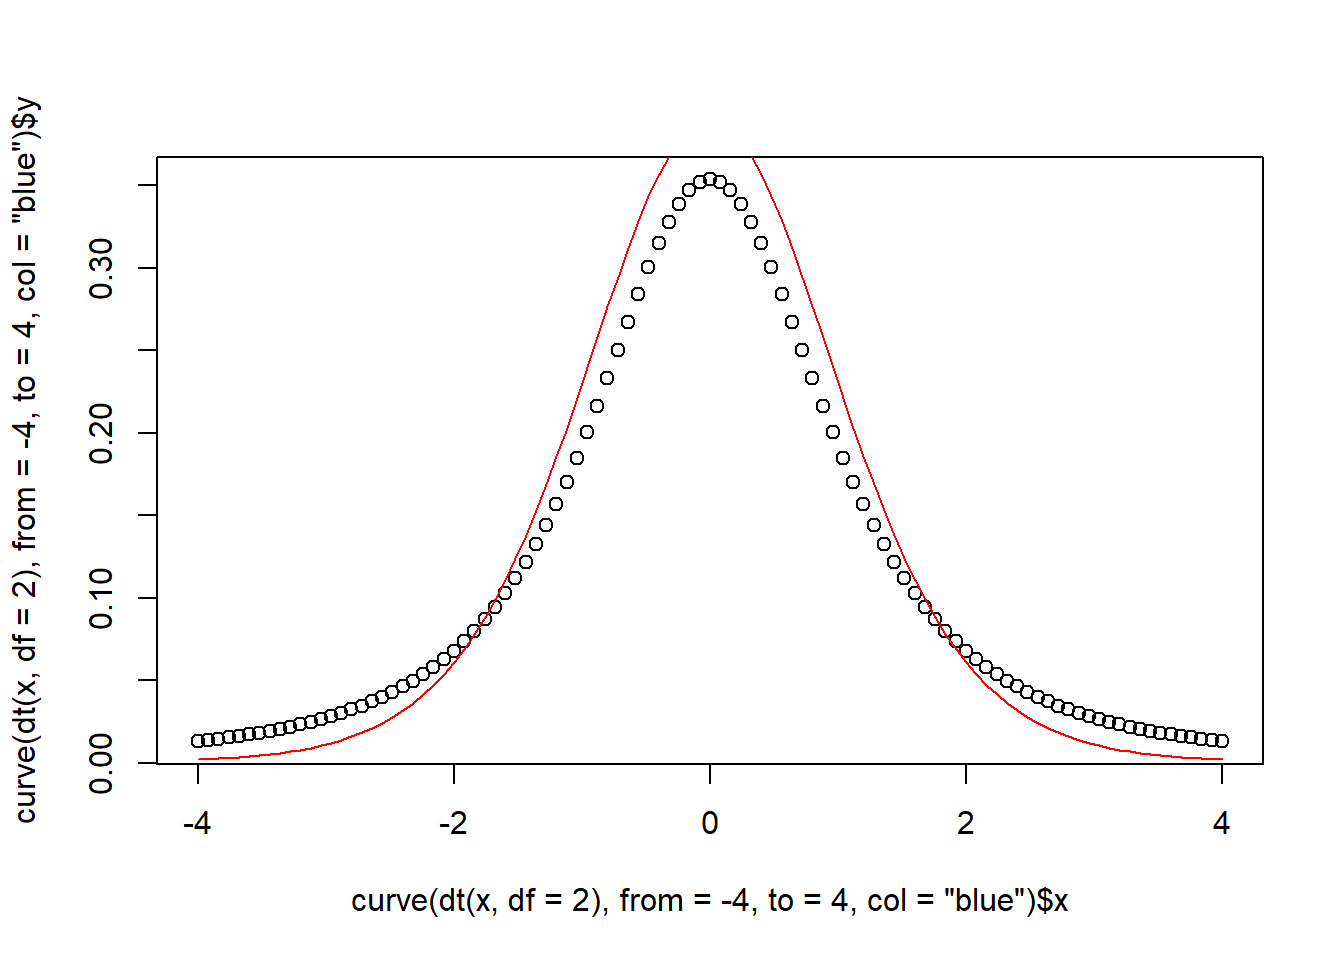 curve(dt(x, df = 2), from = -4, to = 4, col = "blue")$y
0.30
0.20
0.10
0.00
-4 -2 0 2 4
curve(dt(x, df = 2), from = -4, to = 4, col = "blue")$x